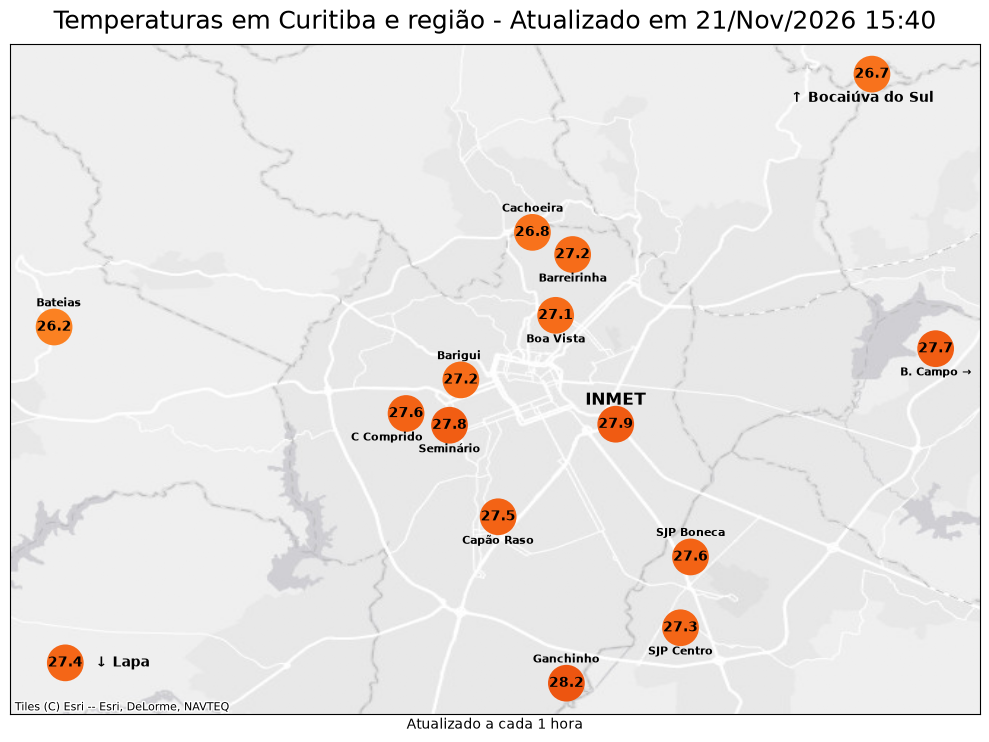 Temperaturas em Curitiba e região - Atualizado em 21/Nov/2026 15:40
26.7
↑ Bocaiúva do Sul
Cachoeira
26.8
27.2
Barreirinha
Bateias
26.2
27.1
Boa Vista
27.7
B. Campo →
Barigui
27.2
INMET
27.9
27.6
C Comprido
27.8
Seminário
27.5
Capão Raso
SJP Boneca
27.6
27.3
SJP Centro
27.4 ↓ Lapa
Ganchinho
28.2
Tiles (C) Esri -- Esri, DeLorme, NAVTEQ
Atualizado a cada 1 hora